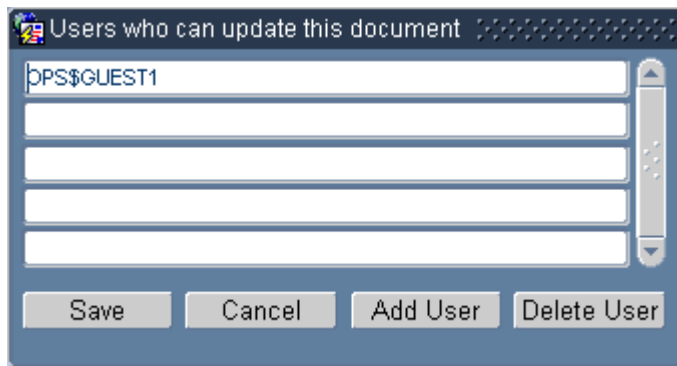 Users who can update this document
OPS$GUEST1
Save Cancel Add User Delete User